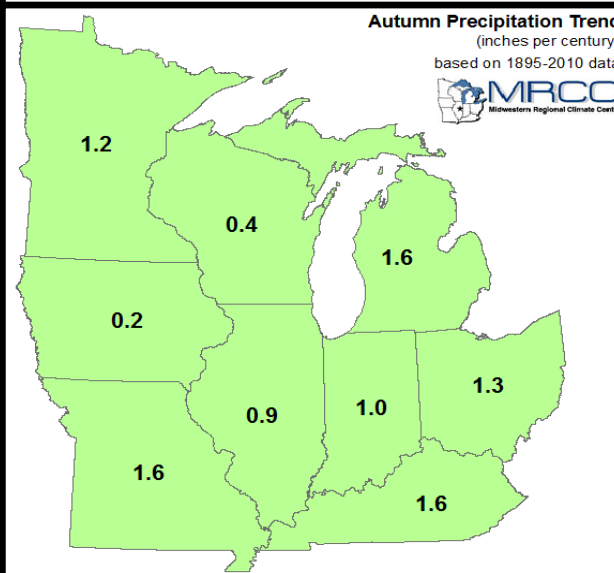 Autumn Precipitation Trend
(inches per century
based on 1895-2010 data
MRCC
Midwestern Regional Climate Cent
1.2
0.4
1.6
0.2
1.3
0.9
1.0
1.6
1.6